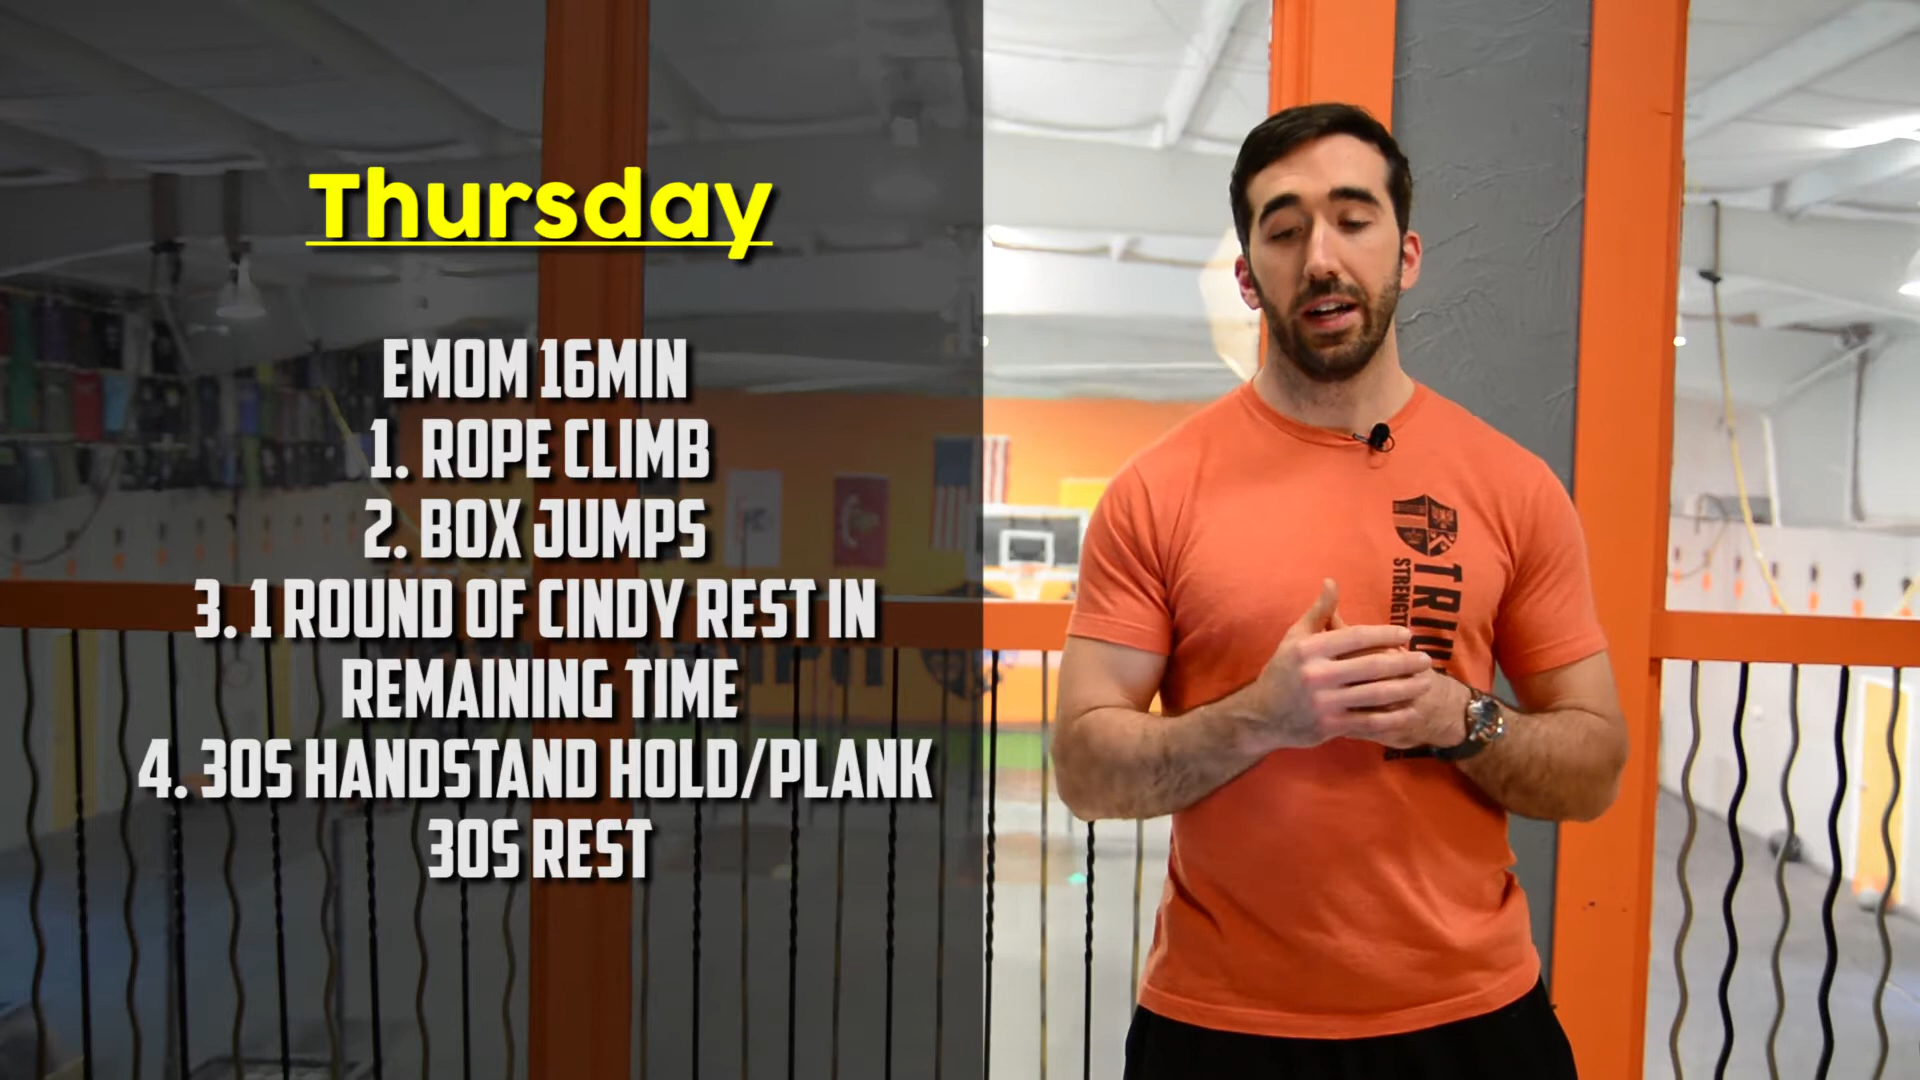 Thursday
EMOM 16MIN
1. ROPE CLIMB
2. BOX JUMPS
3. 1 ROUND OF CINDY REST IN
REMAINING TIME
4. 30S HANDSTAND HOLD/PLANK
30S REST